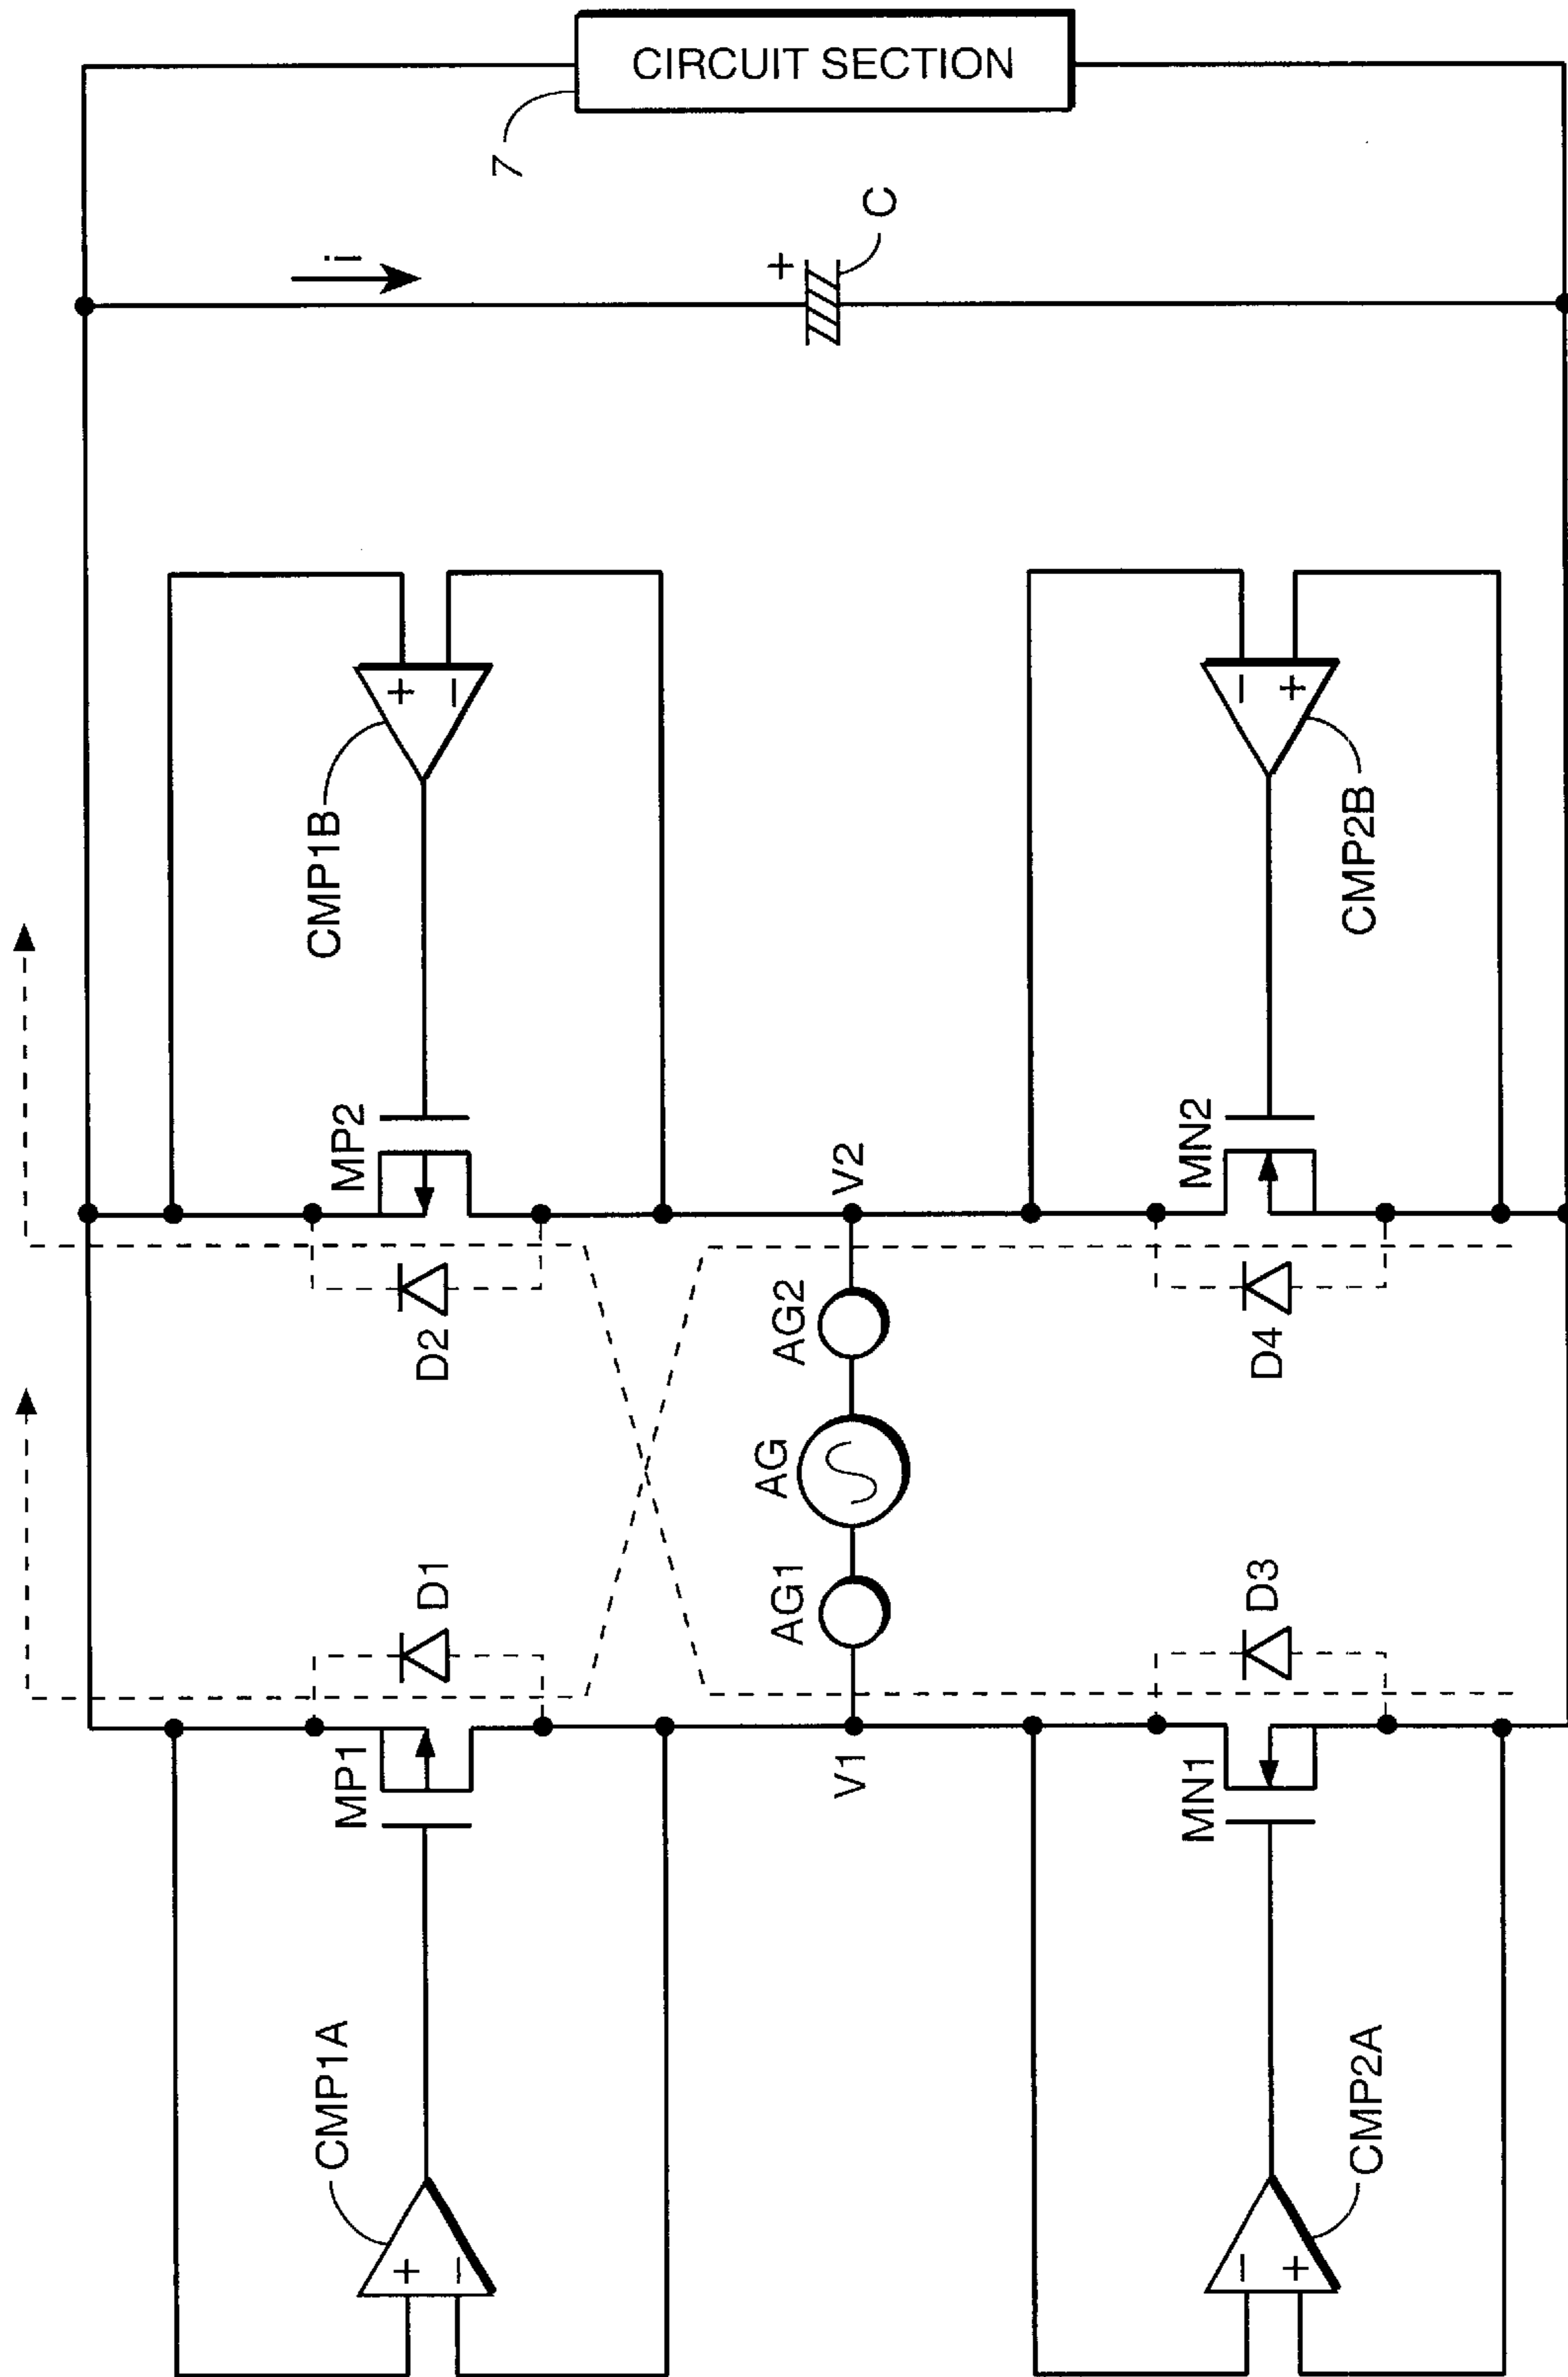 CIRCUIT SECTION
7
i
+
C
+
−
CMP1B
−
+
CMP2B
MP2
MN2
V2
D2
AG2
D4
AG
D1
AG1
D3
MP1
V1
MN1
CMP1A
CMP2A
+
−
−
+